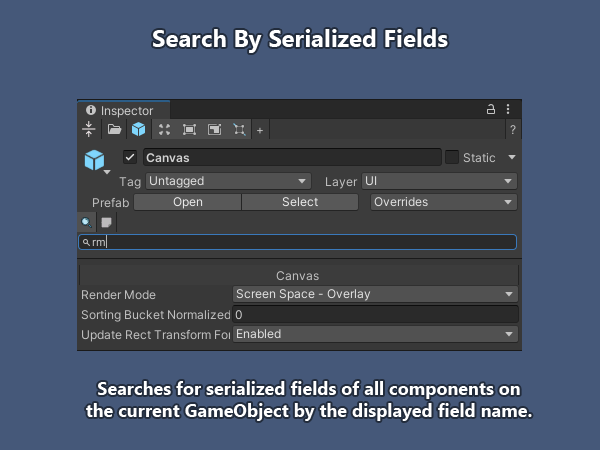 Search By Serialized Fields
Inspector
+ ?
Canvas Static
Tag Untagged Layer UI
Prefab Open Select Overrides
rm
Canvas
Render Mode Screen Space - Overlay
Sorting Bucket Normalized 0
Update Rect Transform For Enabled
Searches for serialized fields of all components on
the current GameObject by the displayed field name.